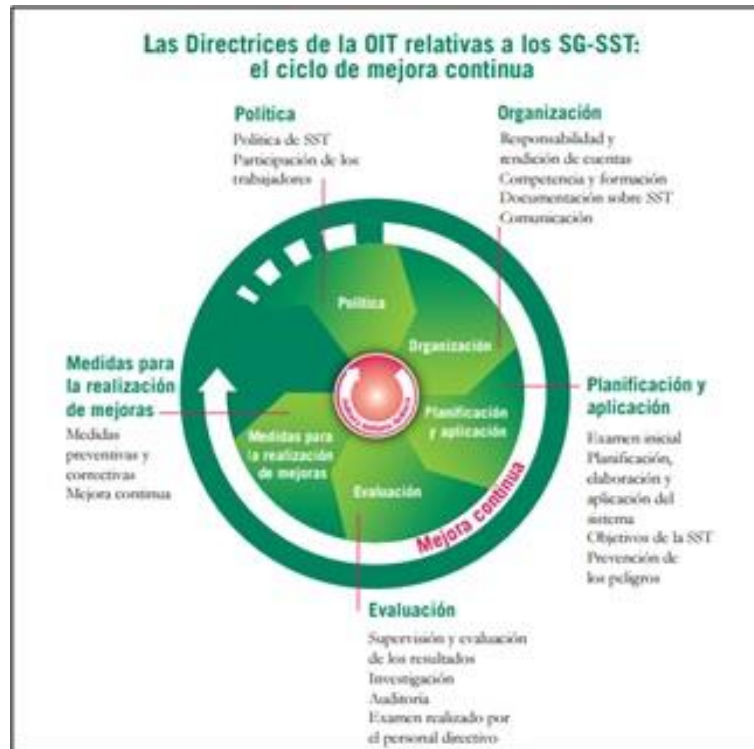 Las Directrices de la OIT relativas a los SG-SST:
el ciclo de mejora continua
Política
Política de SST
Participación de los
trabajadores
Organización
Responsabilidad y
rendición de cuentas
Competencia y formación
Documentación sobre SST
Comunicación
Política
Organización
Planificación
y aplicación
Evaluación
Medidas para
la realización
de mejoras
Mejora continua
Medidas para
la realización
de mejoras
Medidas
preventivas y
correctivas
Mejora continua
Planificación y
aplicación
Examen inicial
Planificación,
elaboración y
aplicación del
sistema
Objetivos de la SST
Prevención de
los peligros
Evaluación
Supervisión y evaluación
de los resultados
Investigación
Auditoría
Examen realizado por
el personal directivo